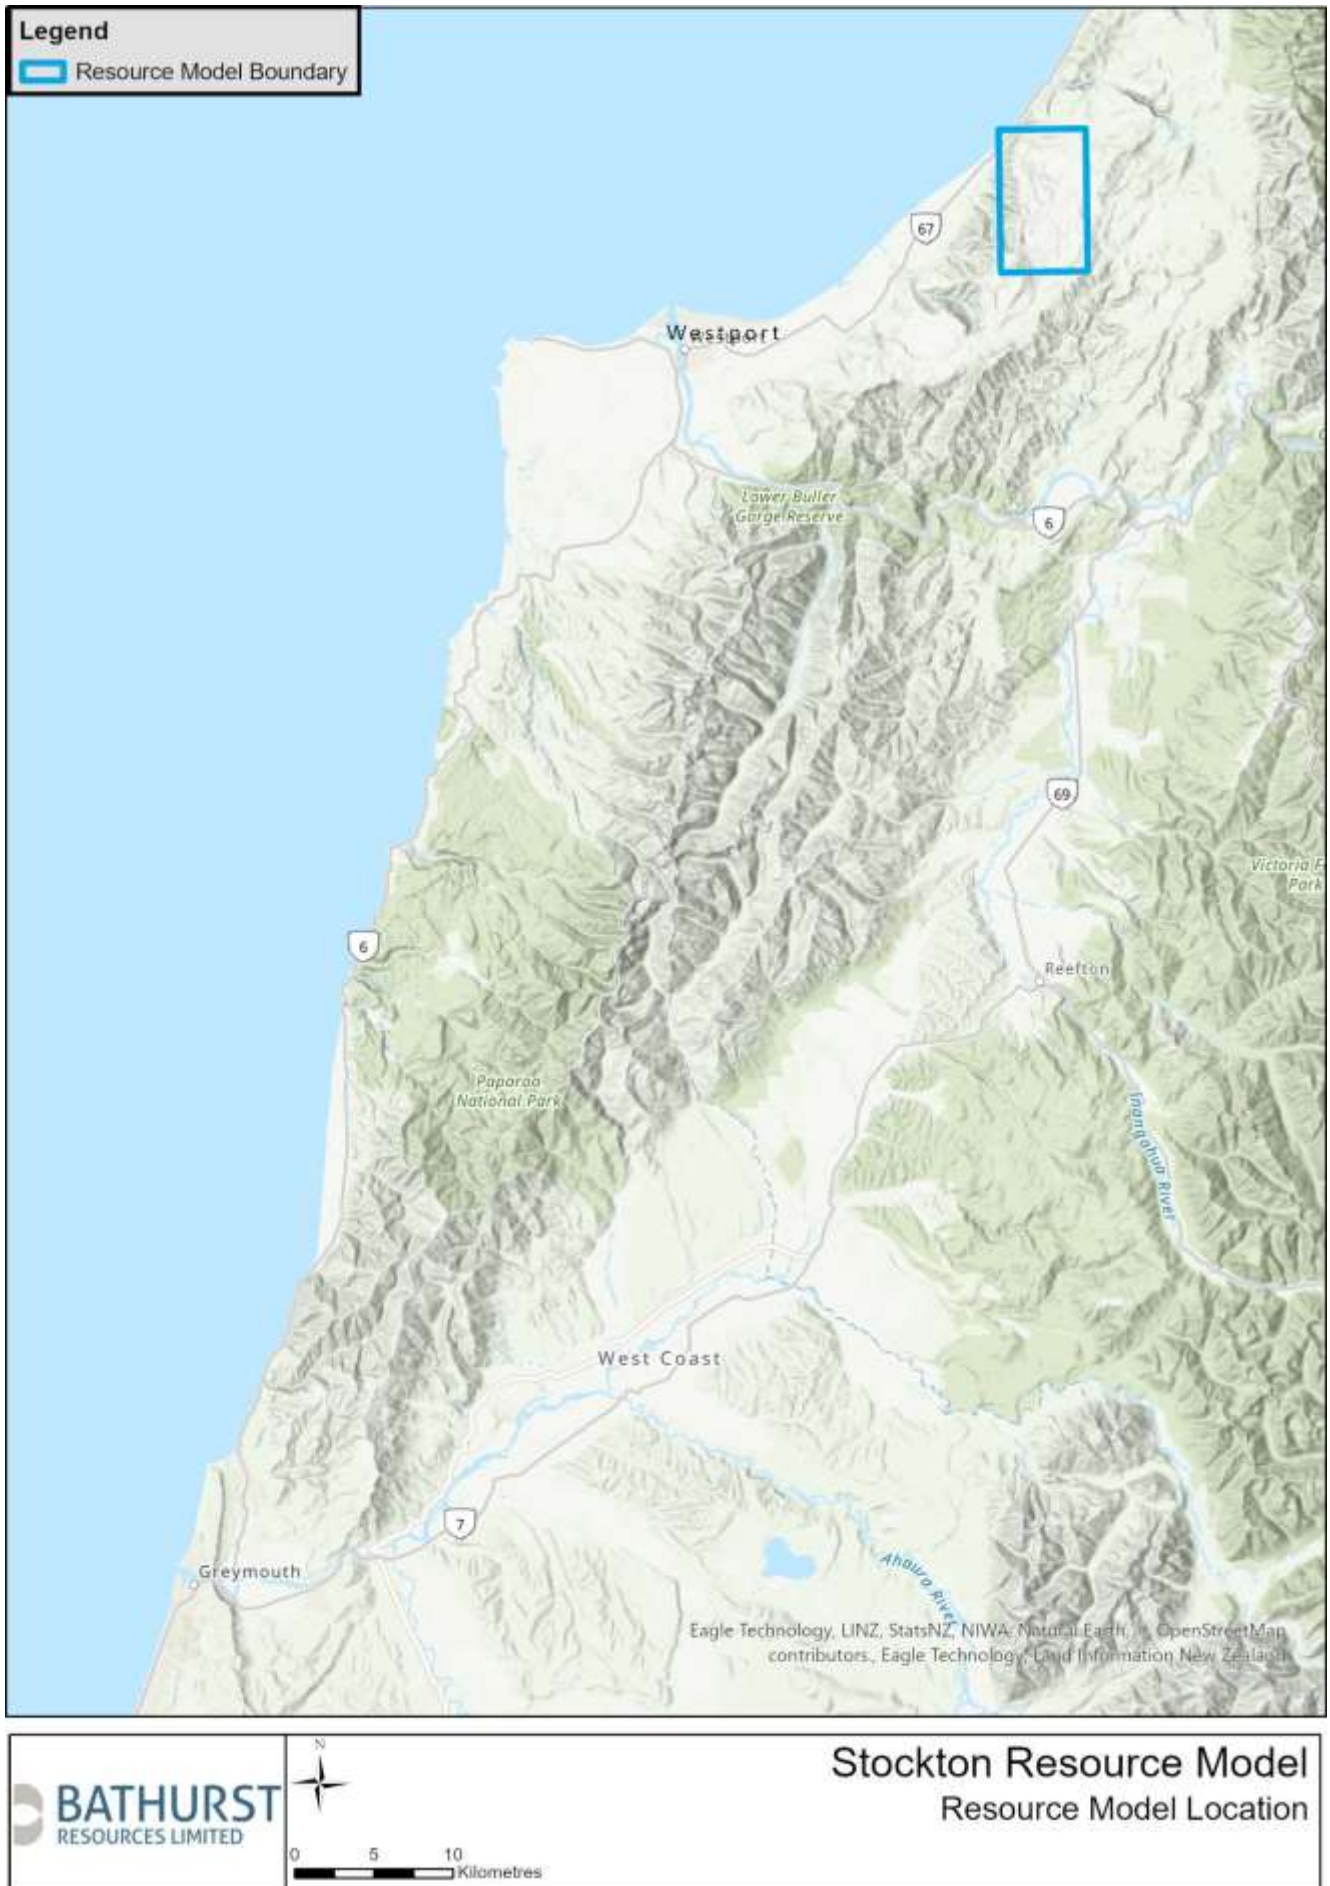 Legend
Resource Model Boundary
67
Westport
Westport
Lower Buller
Gorge Reserve
6
69
Victoria F
Park
6
Reefton
Paparoa
National Park
Inangahua River
West Coast
7
Greymouth
Ahaura River
Eagle Technology, LINZ, StatsNZ, NIWA, Natural Earth, © OpenStreetMap
contributors., Eagle Technology, Land Information New Zealand
BATHURST
RESOURCES LIMITED
N
0 5 10
Kilometres
Stockton Resource Model
Resource Model Location